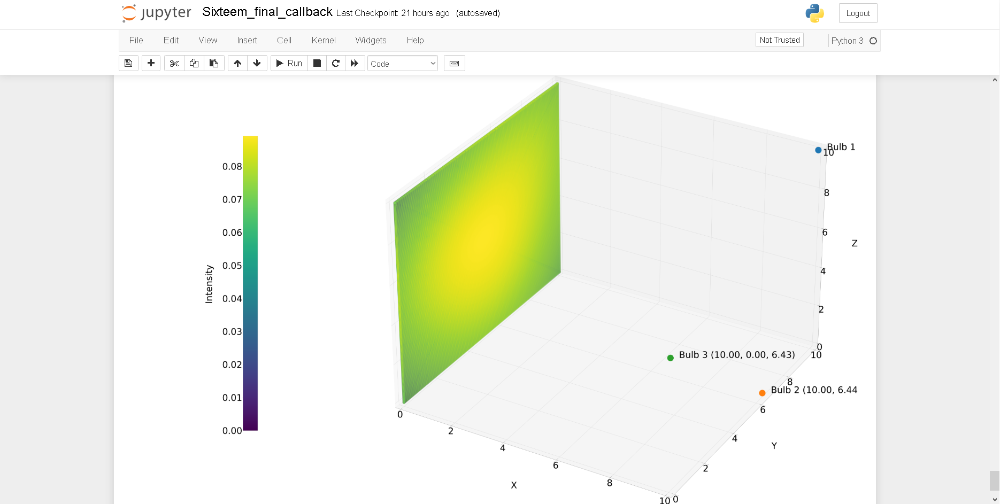 jupyter Sixteem_final_callback Last Checkpoint: 21 hours ago (autosaved)
Logout
File Edit View Insert Cell Kernel Widgets Help
Not Trusted
Python 3
Run
Code
Intensity
0.08
0.07
0.06
0.05
0.04
0.03
0.02
0.01
0.00
Bulb 1
10
8
6
4
2
0
Z
Bulb 3 (10.00, 0.00, 6.43)
Bulb 2 (10.00, 6.44
10
8
6
4
2
0
Y
0
2
4
6
8
10
X